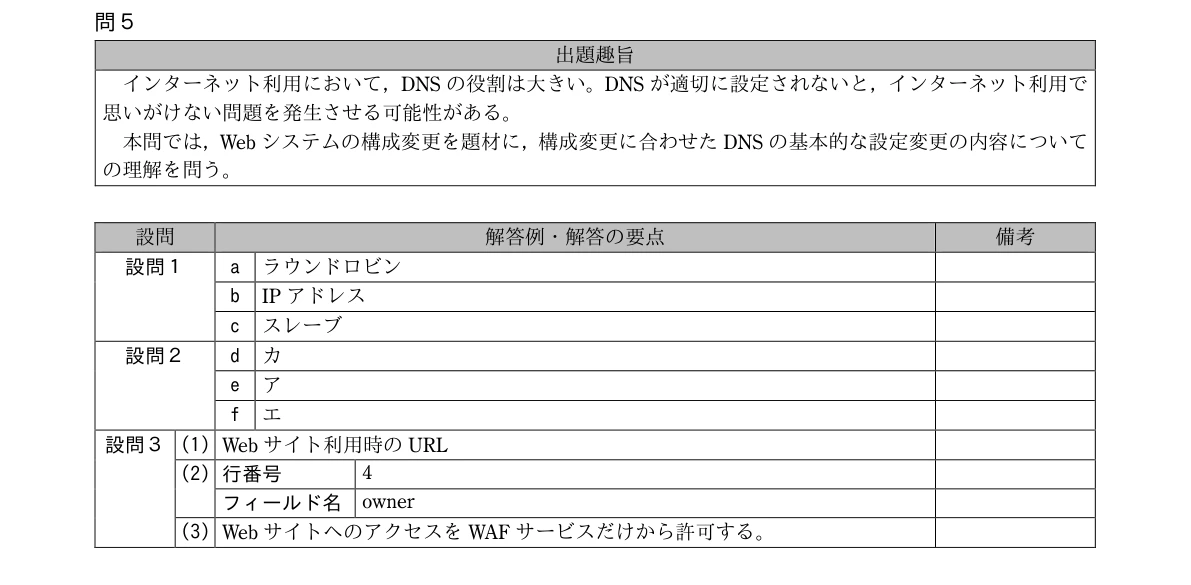 問5
出題趣旨
インターネット利用において，DNS の役割は大きい。DNS が適切に設定されないと，インターネット利用で
思いがけない問題を発生させる可能性がある。
本問では，Web システムの構成変更を題材に，構成変更に合わせた DNS の基本的な設定変更の内容について
の理解を問う。
設問 解答例・解答の要点 備考
設問1 a ラウンドロビン
b IP アドレス
c スレーブ
設問2 d カ
e ア
f エ
設問3 (1) Web サイト利用時の URL
(2) 行番号 4
フィールド名 owner
(3) Web サイトへのアクセスを WAF サービスだけから許可する。